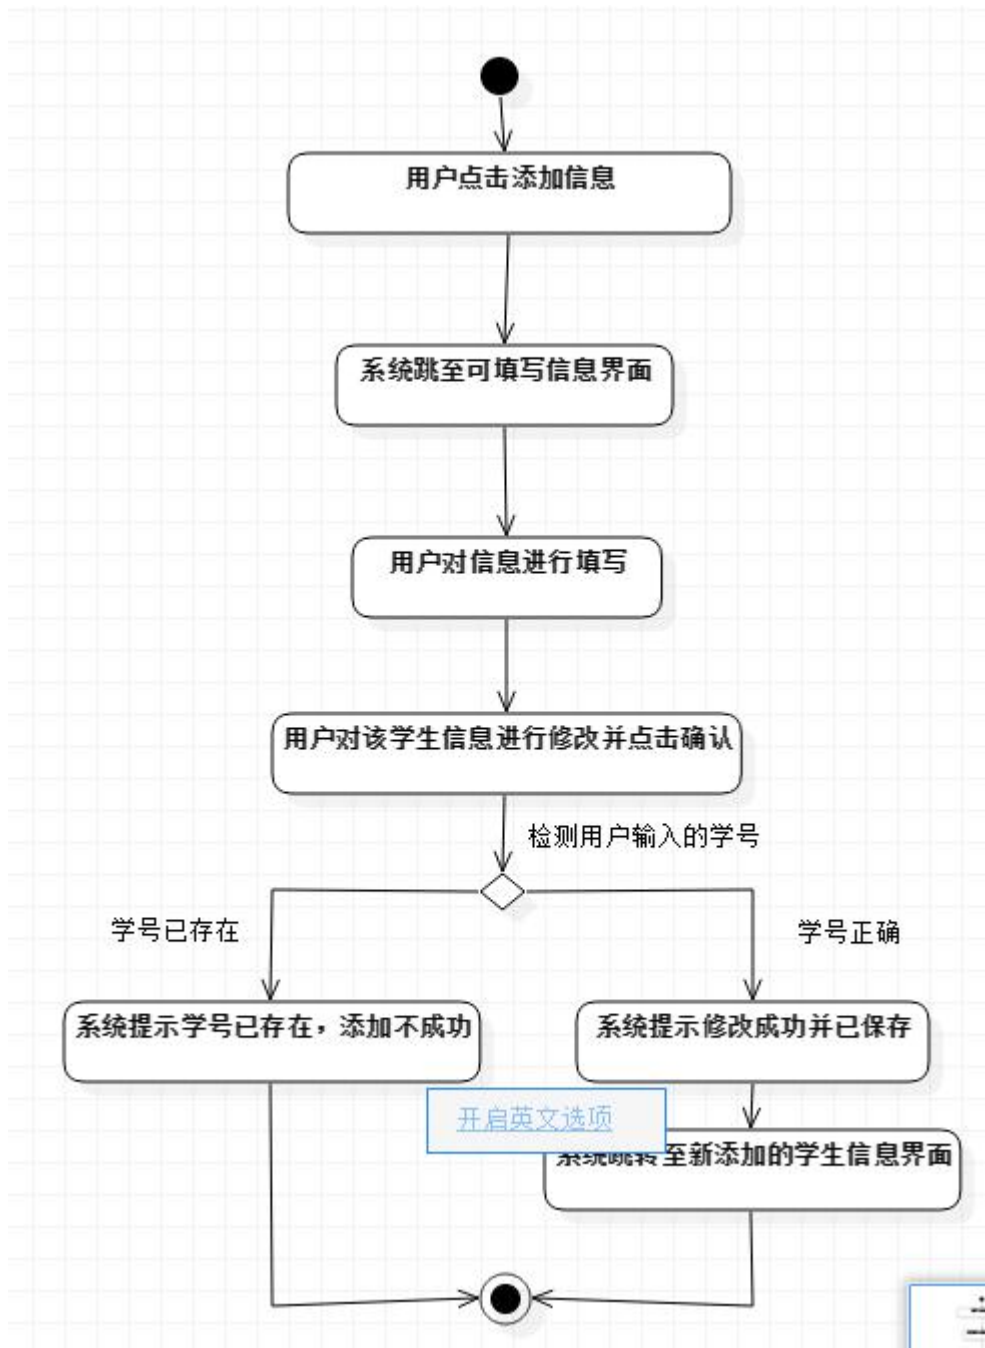 用户点击添加信息
系统跳至可填写信息界面
用户对信息进行填写
用户对该学生信息进行修改并点击确认
检测用户输入的学号
学号已存在
学号正确
系统提示学号已存在，添加不成功
系统提示修改成功并已保存
开启英文选项
系统跳转至新添加的学生信息界面